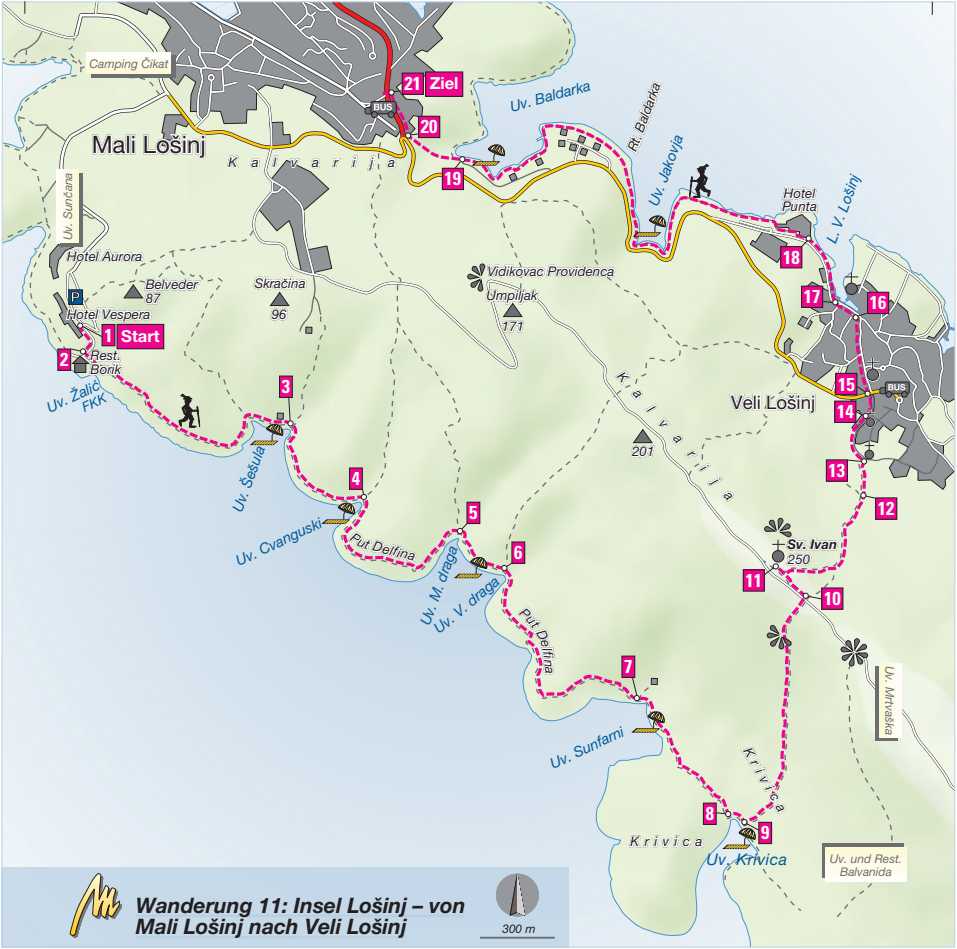 Camping Čikat
Mali Lošinj
Kalvarija
BUS
21 Ziel
20
19
Uv. Baldarka
Rt. Baldarka
Uv. Jakovja
Hotel
Punta
L. V. Lošinj
18
17
16
Uv. Sunčana
Hotel Aurora
P
Belveder
87
Hotel Vespera
1 Start
2
Rest.
Borik
Uv. Žalić
FKK
Skračina
96
Vidikovac Providenca
Umpiljak
171
Kalvarija
201
Veli Lošinj
15
BUS
14
13
12
3
Uv. Šešula
4
Uv. Cvanguski
Put Delfina
5
Uv. M. draga
6
Uv. V. draga
Put Delfina
Sv. Ivan
250
11
10
7
Uv. Sunfarni
Uv. Mrtvaška
Krivica
8
9
Krivica
Uv. Krivica
Uv. und Rest.
Balvanida
Wanderung 11: Insel Lošinj – von
Mali Lošinj nach Veli Lošinj
300 m